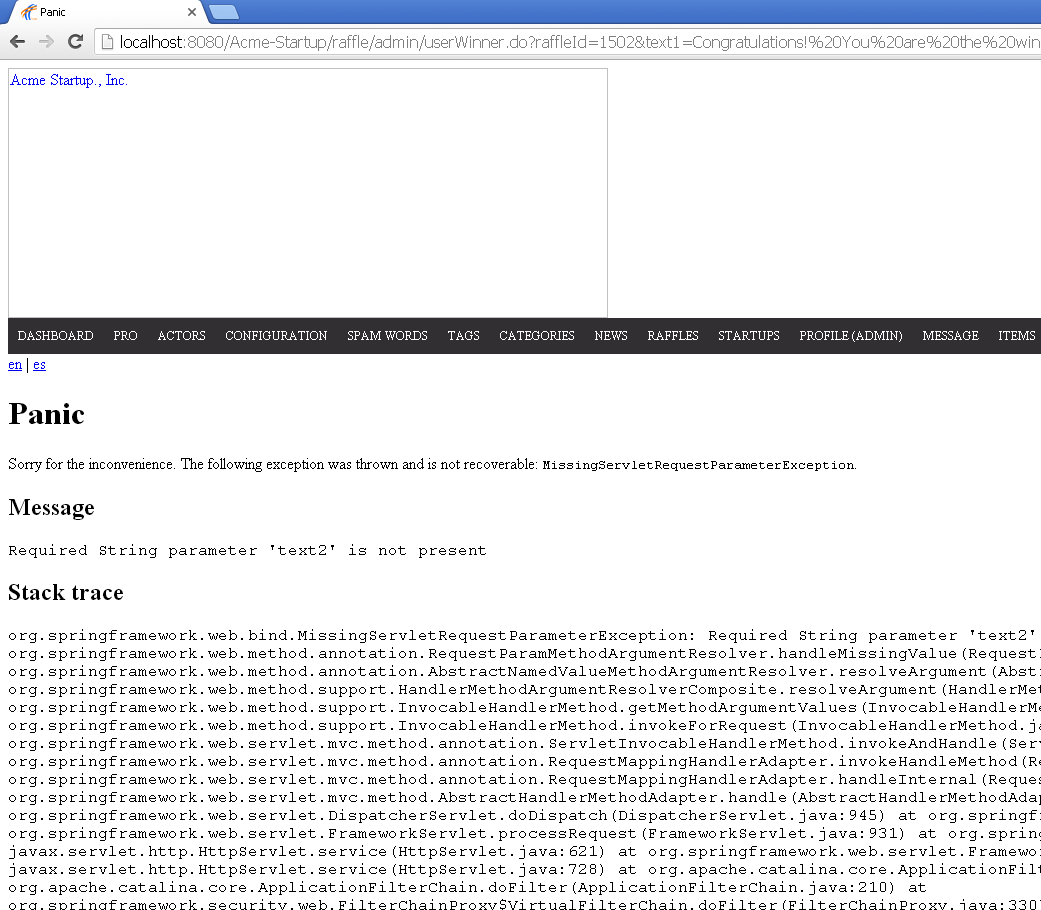 Panic
localhost:8080/Acme-Startup/raffle/admin/userWinner.do?raffleId=1502&text1=Congratulations!%20You%20are%20the%20win
Acme Startup., Inc.
DASHBOARD PRO ACTORS CONFIGURATION SPAM WORDS TAGS CATEGORIES NEWS RAFFLES STARTUPS PROFILE (ADMIN) MESSAGE ITEMS
en | es
Panic
Sorry for the inconvenience. The following exception was thrown and is not recoverable: MissingServletRequestParameterException.
Message
Required String parameter 'text2' is not present
Stack trace
org.springframework.web.bind.MissingServletRequestParameterException: Required String parameter 'text2'
org.springframework.web.method.annotation.RequestParamMethodArgumentResolver.handleMissingValue(Request
org.springframework.web.method.annotation.AbstractNamedValueMethodArgumentResolver.resolveArgument(Abst
org.springframework.web.method.support.HandlerMethodArgumentResolverComposite.resolveArgument(HandlerMet
org.springframework.web.method.support.InvocableHandlerMethod.getMethodArgumentValues(InvocableHandlerMe
org.springframework.web.method.support.InvocableHandlerMethod.invokeForRequest(InvocableHandlerMethod.ja
org.springframework.web.servlet.mvc.method.annotation.ServletInvocableHandlerMethod.invokeAndHandle(Serv
org.springframework.web.servlet.mvc.method.annotation.RequestMappingHandlerAdapter.invokeHandleMethod(Re
org.springframework.web.servlet.mvc.method.annotation.RequestMappingHandlerAdapter.handleInternal(Reques
org.springframework.web.servlet.mvc.method.AbstractHandlerMethodAdapter.handle(AbstractHandlerMethodAdap
org.springframework.web.servlet.DispatcherServlet.doDispatch(DispatcherServlet.java:945) at org.springf
org.springframework.web.servlet.FrameworkServlet.processRequest(FrameworkServlet.java:931) at org.spring
javax.servlet.http.HttpServlet.service(HttpServlet.java:621) at org.springframework.web.servlet.Framewo
javax.servlet.http.HttpServlet.service(HttpServlet.java:728) at org.apache.catalina.core.ApplicationFilt
org.apache.catalina.core.ApplicationFilterChain.doFilter(ApplicationFilterChain.java:210) at
org.springframework.security.web.FilterChainProxy$VirtualFilterChain.doFilter(FilterChainProxy.java:330)